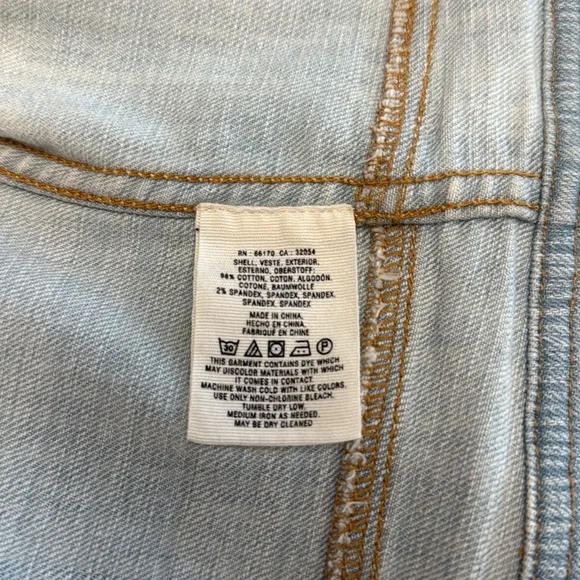 RN : 66170 CA : 32054
SHELL, VESTE, EXTERIOR,
ESTERNO, OBERSTOFF:
98% COTTON, COTON, ALGODÓN,
COTONE, BAUMWOLLE
2% SPANDEX, SPANDEX, SPANDEX,
SPANDEX, SPANDEX
MADE IN CHINA,
HECHO EN CHINA,
FABRIQUÉ EN CHINE
30 P
THIS GARMENT CONTAINS DYE WHICH
MAY DISCOLOR MATERIALS WITH WHICH
IT COMES IN CONTACT.
MACHINE WASH COLD WITH LIKE COLORS.
USE ONLY NON-CHLORINE BLEACH.
TUMBLE DRY LOW.
MEDIUM IRON AS NEEDED.
MAY BE DRY CLEANED